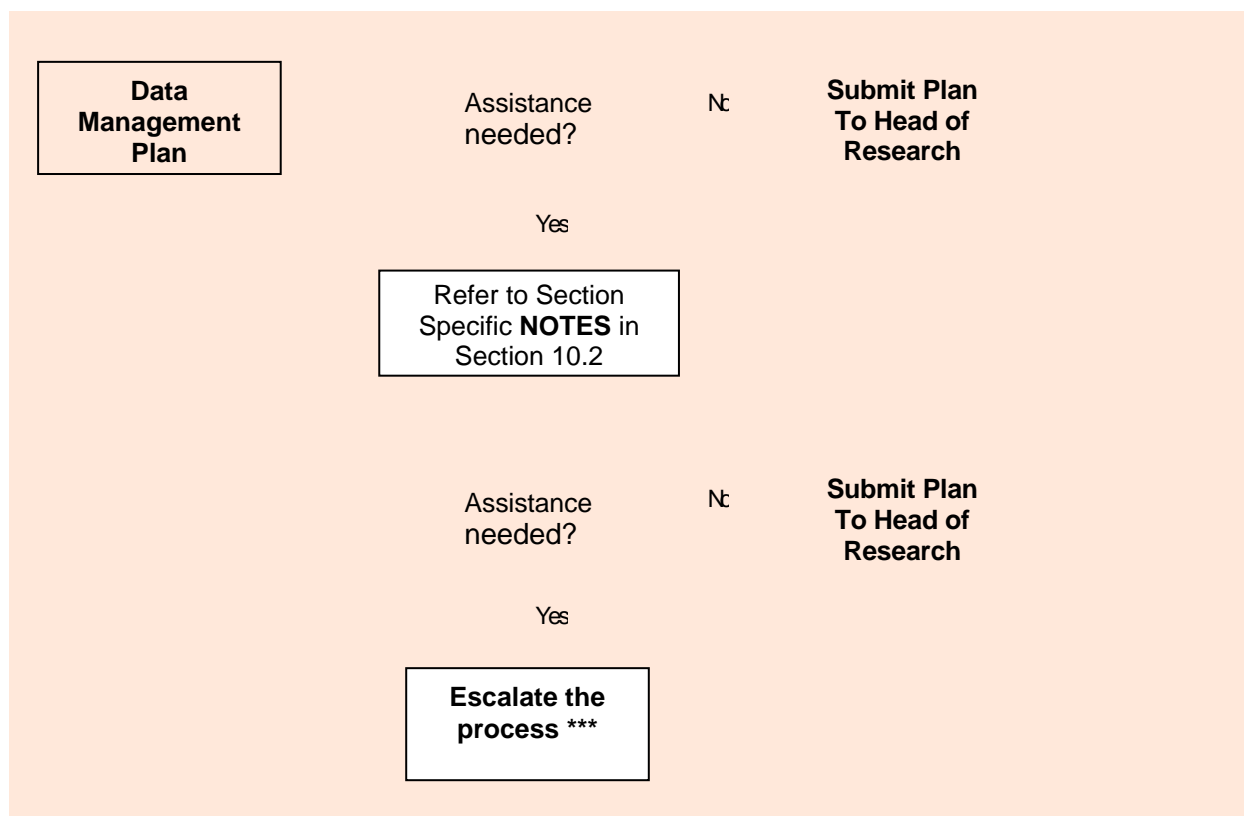 Data
Management
Plan
Assistance
needed?
No
Submit Plan
To Head of
Research
Yes
Refer to Section
Specific NOTES in
Section 10.2
Assistance
needed?
No
Submit Plan
To Head of
Research
Yes
Escalate the
process ***